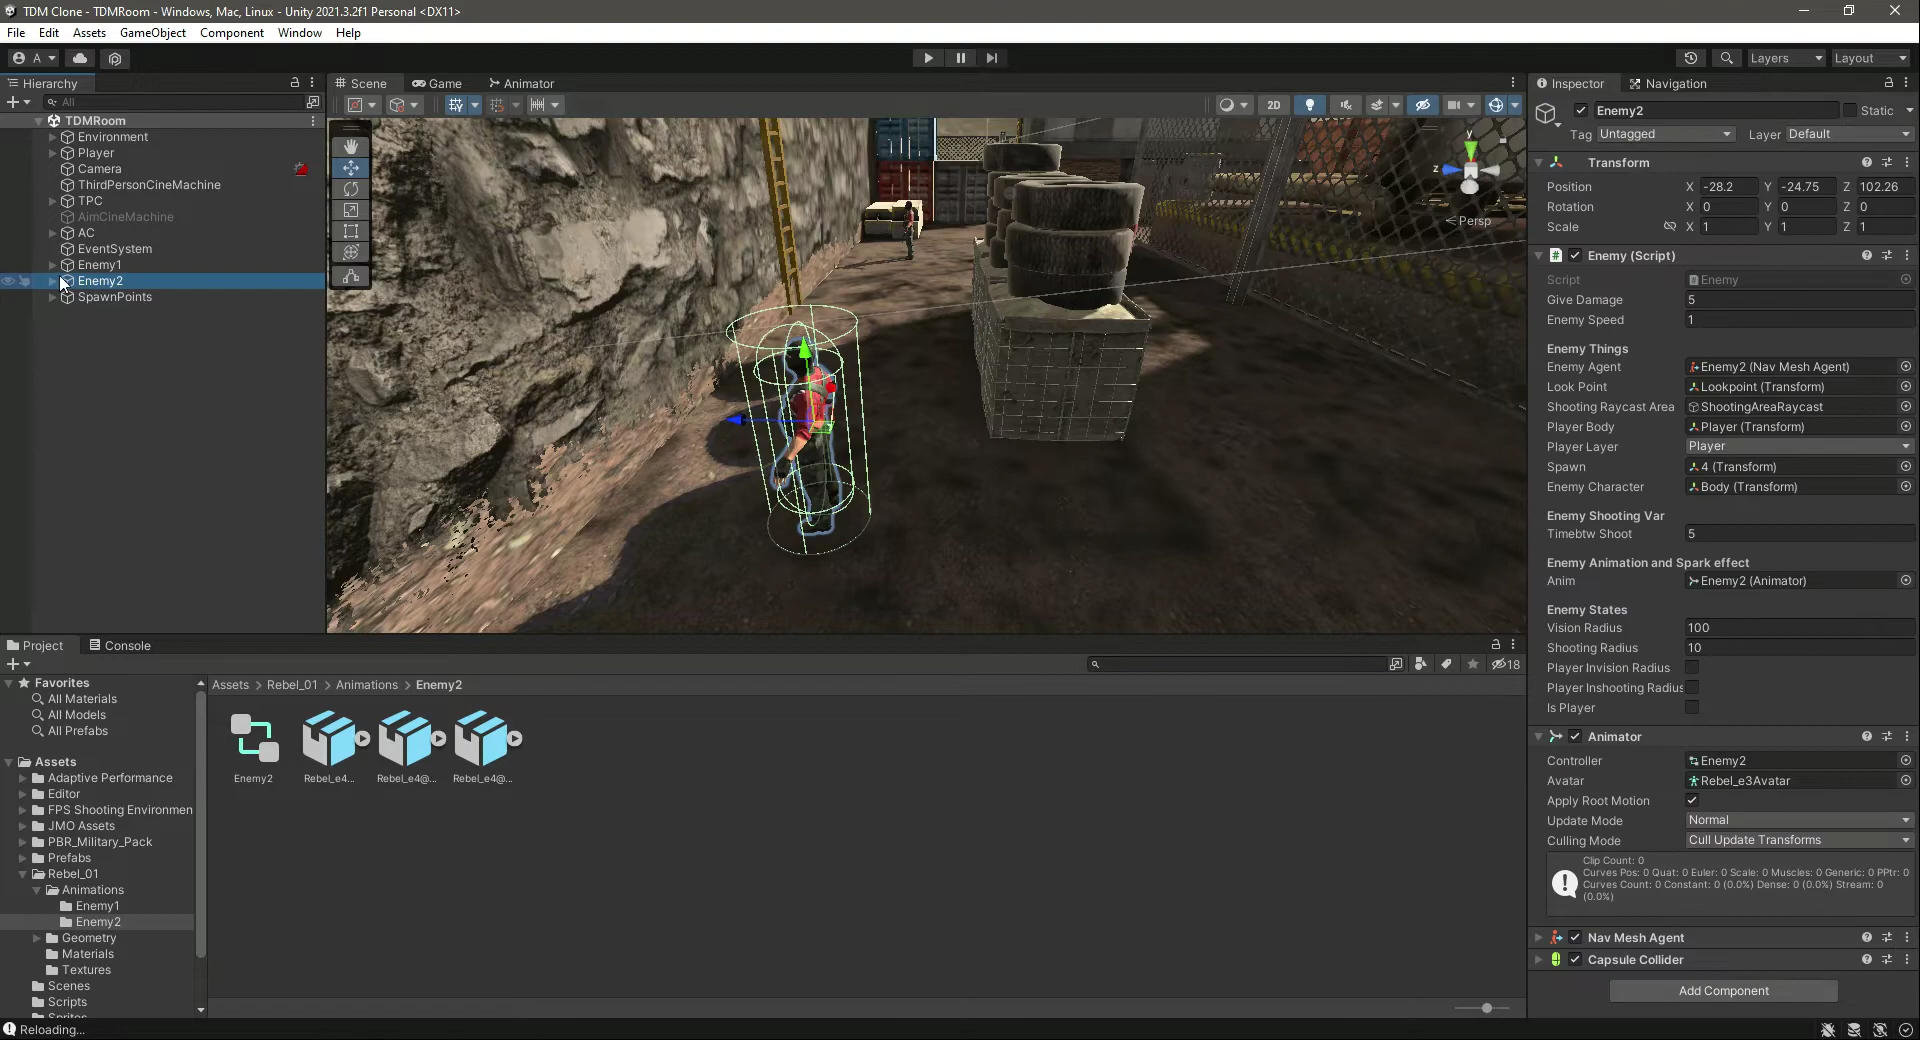 TDM Clone - TDMRoom - Windows, Mac, Linux - Unity 2021.3.2f1 Personal <DX11>
File Edit Assets GameObject Component Window Help
A Layers Layout
Hierarchy
All
TDMRoom
Environment
Player
Camera
ThirdPersonCineMachine
TPC
AimCineMachine
AC
EventSystem
Enemy1
Enemy2
SpawnPoints
Scene Game Animator
2D
y
z
Persp
Inspector Navigation
Enemy2 Static
Tag Untagged Layer Default
Transform
Position X -28.2 Y -24.75 Z 102.26
Rotation X 0 Y 0 Z 0
Scale X 1 Y 1 Z 1
# Enemy (Script)
Script Enemy
Give Damage 5
Enemy Speed 1
Enemy Things
Enemy Agent Enemy2 (Nav Mesh Agent)
Look Point Lookpoint (Transform)
Shooting Raycast Area ShootingAreaRaycast
Player Body Player (Transform)
Player Layer Player
Spawn 4 (Transform)
Enemy Character Body (Transform)
Enemy Shooting Var
Timebtw Shoot 5
Enemy Animation and Spark effect
Anim Enemy2 (Animator)
Enemy States
Vision Radius 100
Shooting Radius 10
Player Invision Radius
Player Inshooting Radius
Is Player
Animator
Controller Enemy2
Avatar Rebel_e3Avatar
Apply Root Motion
Update Mode Normal
Culling Mode Cull Update Transforms
Clip Count: 0
Curves Pos: 0 Quat: 0 Euler: 0 Scale: 0 Muscles: 0 Generic: 0 PPtr: 0
Curves Count: 0 Constant: 0 (0.0%) Dense: 0 (0.0%) Stream: 0
(0.0%)
Nav Mesh Agent
Capsule Collider
Add Component
Project Console
18
Favorites
All Materials
All Models
All Prefabs
Assets
Adaptive Performance
Editor
FPS Shooting Environmen
JMO Assets
PBR_Military_Pack
Prefabs
Rebel_01
Animations
Enemy1
Enemy2
Geometry
Materials
Textures
Scenes
Scripts
Sprites
Assets > Rebel_01 > Animations > Enemy2
Enemy2 Rebel_e4... Rebel_e4@... Rebel_e4@...
Reloading...